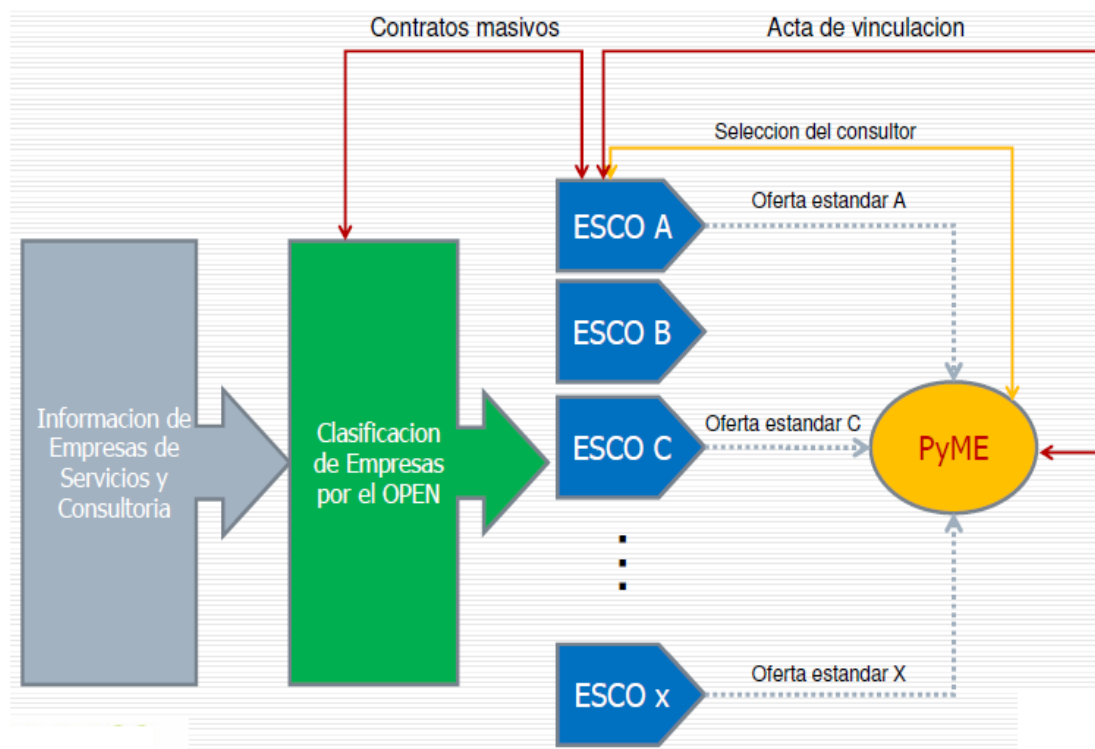 Contratos masivos
Acta de vinculacion
Seleccion del consultor
ESCO A
Oferta estandar A
ESCO B
Informacion de
Empresas de
Servicios y
Consultoria
Clasificacion
de Empresas
por el OPEN
ESCO C
Oferta estandar C
PyME
ESCO x
Oferta estandar X